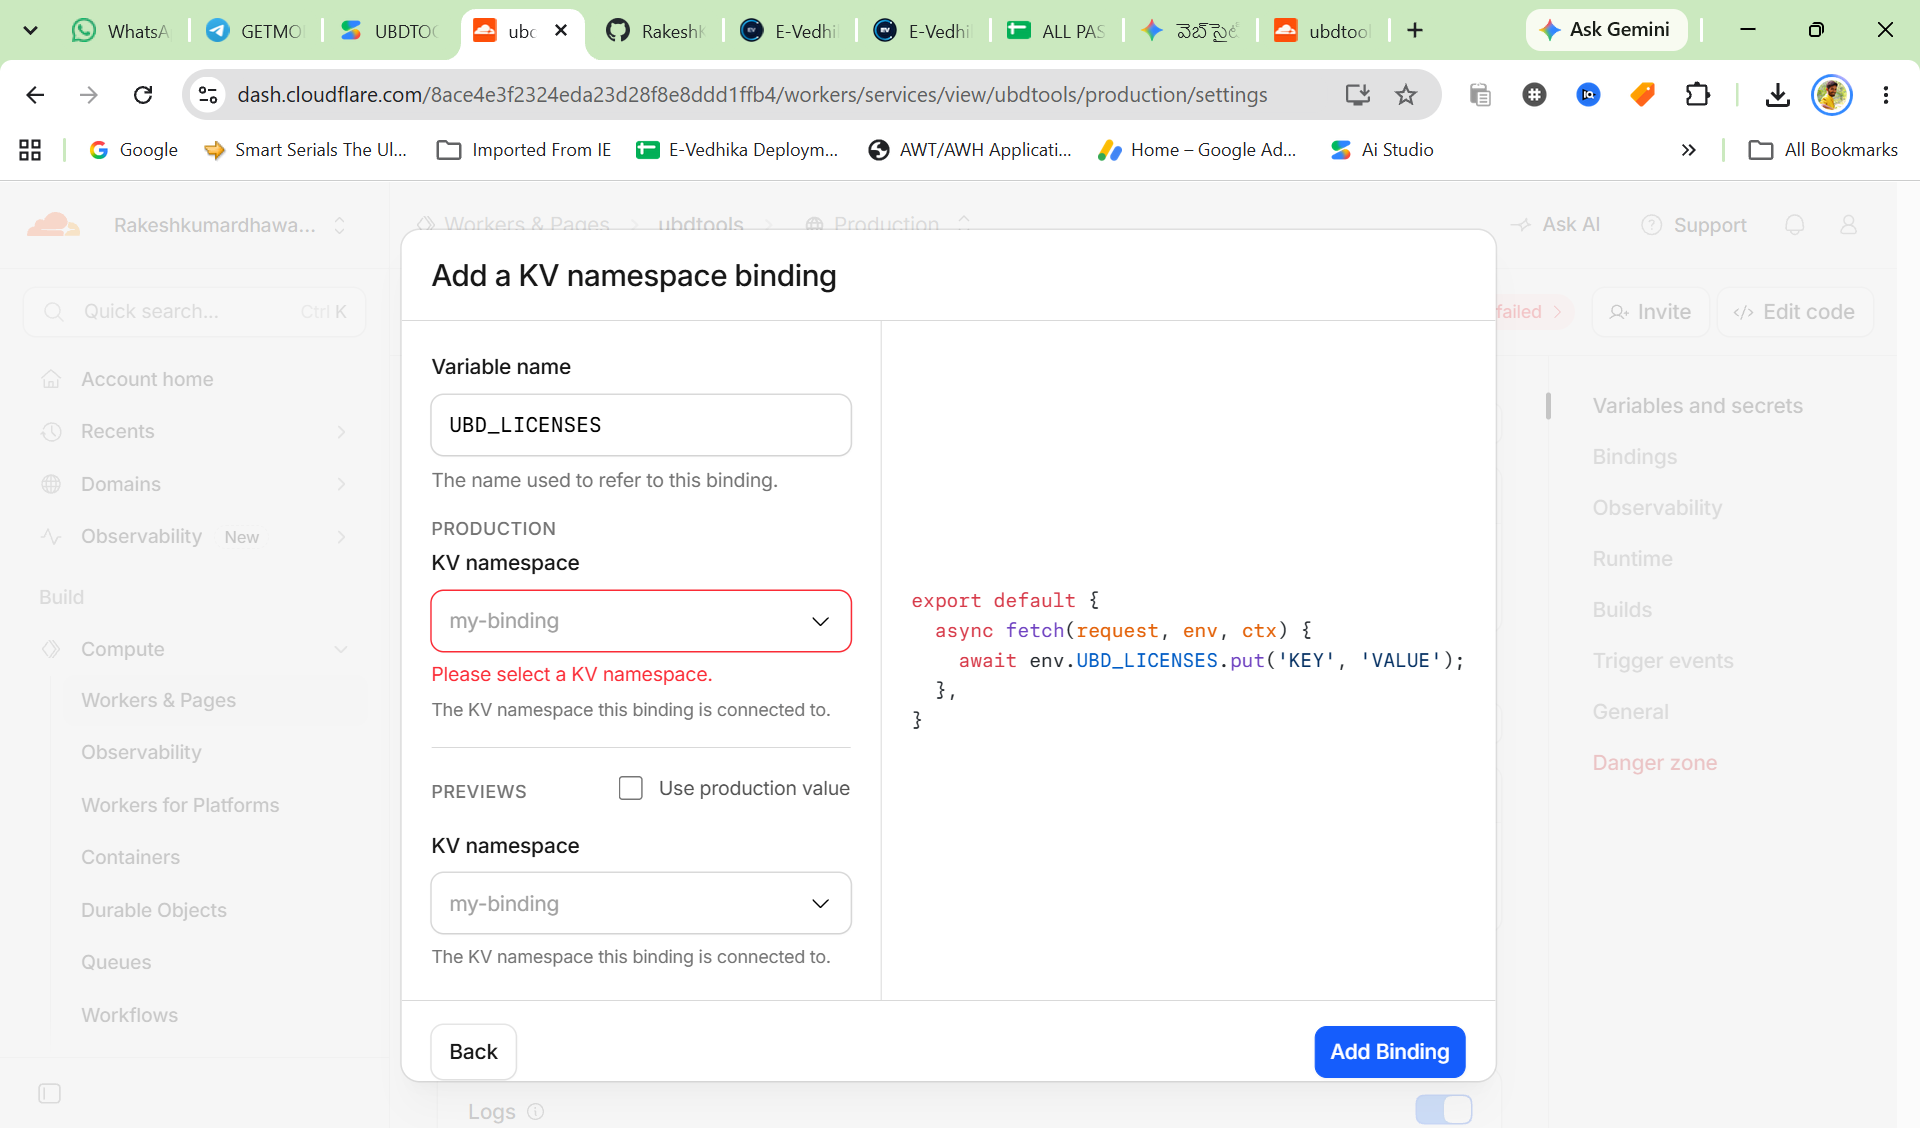 WhatsA
GETMO
UBDTO
ubd
RakeshK
E-Vedhi
E-Vedhi
ALL PAS
వెబ్‌సైట్
ubdtool
Ask Gemini
dash.cloudflare.com/8ace4e3f2324eda23d28f8e8ddd1ffb4/workers/services/view/ubdtools/production/settings
Google
Smart Serials The Ul...
Imported From IE
E-Vedhika Deploym...
AWT/AWH Applicati...
Home – Google Ad...
Ai Studio
All Bookmarks
Rakeshkumardhawa...
Workers & Pages
ubdtools
Production
Ask AI
Support
Quick search...
Ctrl K
failed
Invite
Edit code
Account home
Recents
Domains
Observability New
Build
Compute
Workers & Pages
Observability
Workers for Platforms
Containers
Durable Objects
Queues
Workflows
Add a KV namespace binding
Variable name
UBD_LICENSES
The name used to refer to this binding.
PRODUCTION
KV namespace
my-binding
Please select a KV namespace.
The KV namespace this binding is connected to.
PREVIEWS
Use production value
KV namespace
my-binding
The KV namespace this binding is connected to.
export default {
async fetch(request, env, ctx) {
await env.UBD_LICENSES.put('KEY', 'VALUE');
},
}
Back
Add Binding
Logs
Variables and secrets
Bindings
Observability
Runtime
Builds
Trigger events
General
Danger zone